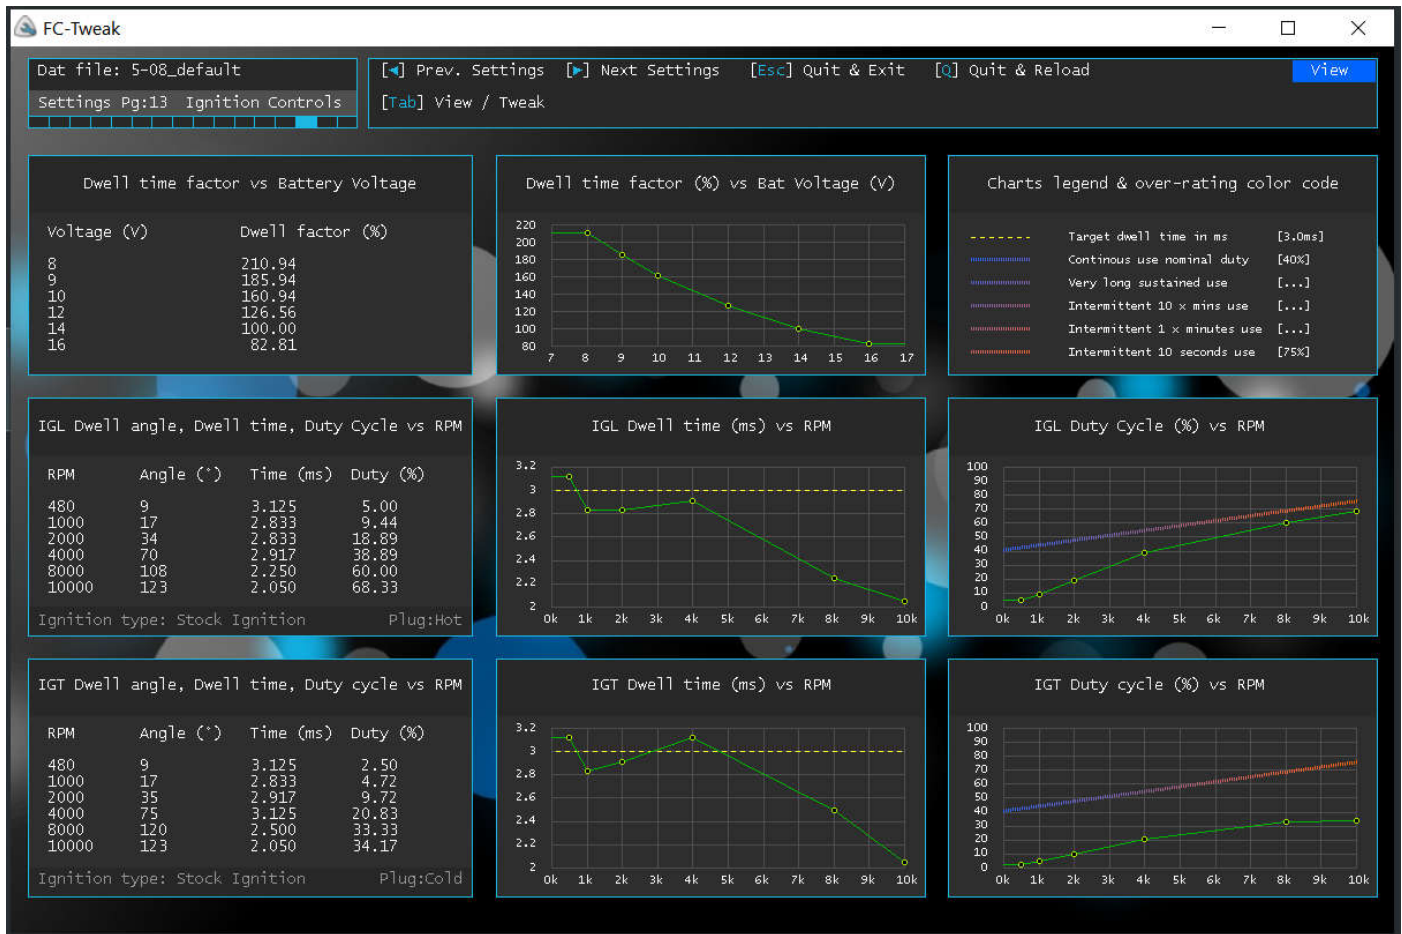 FC-Tweak
Dat file: 5-08_default
Settings Pg:13 Ignition Controls
[◄] Prev. Settings [►] Next Settings [Esc] Quit & Exit [Q] Quit & Reload View
[Tab] View / Tweak
Dwell time factor vs Battery Voltage
Voltage (V) Dwell factor (%)
8 210.94
9 185.94
10 160.94
12 126.56
14 100.00
16 82.81
Dwell time factor (%) vs Bat Voltage (V)
220
200
180
160
140
120
100
80
7 8 9 10 11 12 13 14 15 16 17
Charts legend & over-rating color code
Target dwell time in ms [3.0ms]
Continous use nominal duty [40%]
Very long sustained use [...]
Intermittent 10 x mins use [...]
Intermittent 1 x minutes use [...]
Intermittent 10 seconds use [75%]
IGL Dwell angle, Dwell time, Duty Cycle vs RPM
RPM Angle (°) Time (ms) Duty (%)
480 9 3.125 5.00
1000 17 2.833 9.44
2000 34 2.833 18.89
4000 70 2.917 38.89
8000 108 2.250 60.00
10000 123 2.050 68.33
Ignition type: Stock Ignition Plug:Hot
IGL Dwell time (ms) vs RPM
3.2
3
2.8
2.6
2.4
2.2
2
0k 1k 2k 3k 4k 5k 6k 7k 8k 9k 10k
IGL Duty Cycle (%) vs RPM
100
90
80
70
60
50
40
30
20
10
0
0k 1k 2k 3k 4k 5k 6k 7k 8k 9k 10k
IGT Dwell angle, Dwell time, Duty cycle vs RPM
RPM Angle (°) Time (ms) Duty (%)
480 9 3.125 2.50
1000 17 2.833 4.72
2000 35 2.917 9.72
4000 75 3.125 20.83
8000 120 2.500 33.33
10000 123 2.050 34.17
Ignition type: Stock Ignition Plug:Cold
IGT Dwell time (ms) vs RPM
3.2
3
2.8
2.6
2.4
2.2
2
0k 1k 2k 3k 4k 5k 6k 7k 8k 9k 10k
IGT Duty cycle (%) vs RPM
100
90
80
70
60
50
40
30
20
10
0
0k 1k 2k 3k 4k 5k 6k 7k 8k 9k 10k